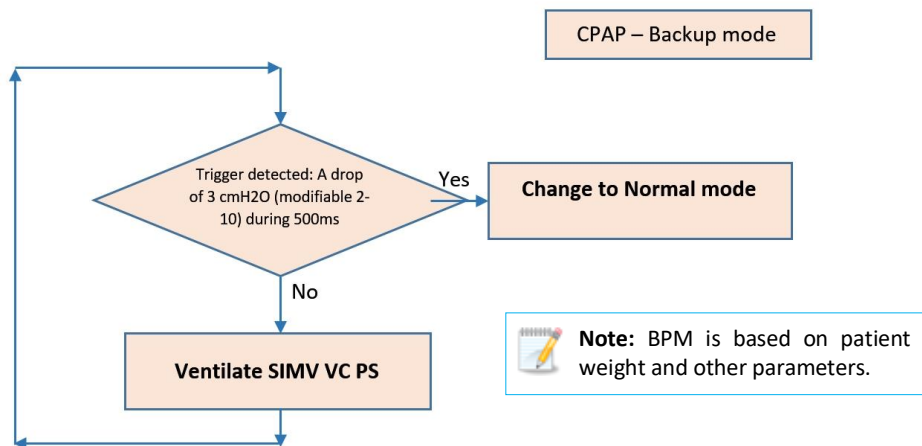 CPAP – Backup mode
Trigger detected: A drop
of 3 cmH2O (modifiable 2-
10) during 500ms
Yes
Change to Normal mode
No
Ventilate SIMV VC PS
Note: BPM is based on patient
weight and other parameters.